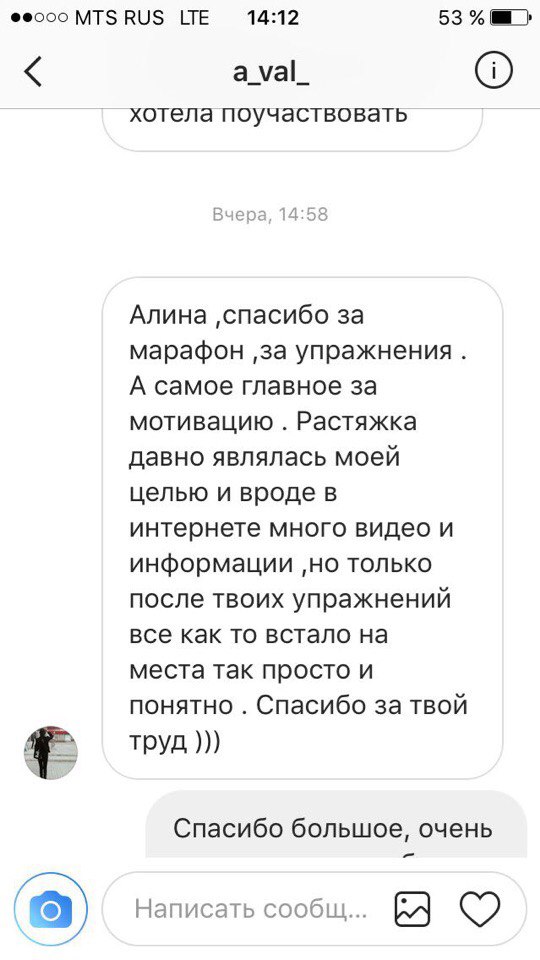 MTS RUS LTE 14:12 53 %
a_val_
хотела поучаствовать
Вчера, 14:58
Алина ,спасибо за
марафон ,за упражнения .
А самое главное за
мотивацию . Растяжка
давно являлась моей
целью и вроде в
интернете много видео и
информации ,но только
после твоих упражнений
все как то встало на
места так просто и
понятно . Спасибо за твой
труд )))
Спасибо большое, очень
Написать сообщ...